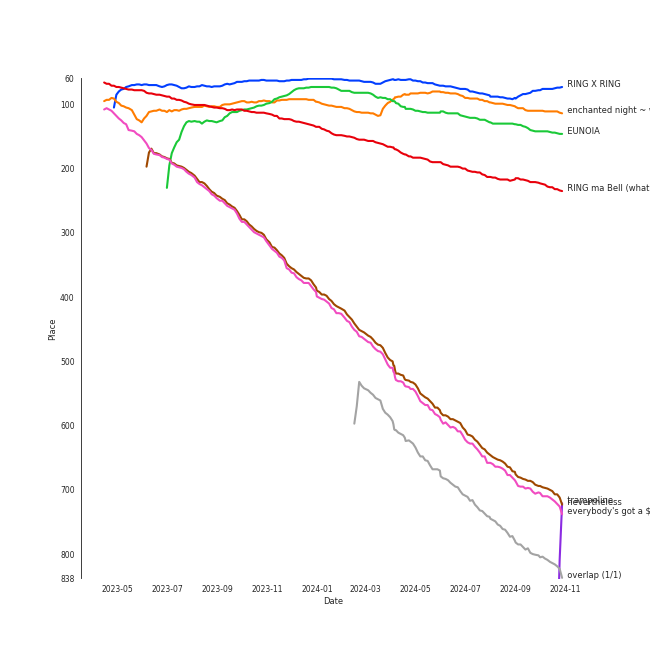 60
100
200
300
400
500
600
700
800
838
Place
2023-05
2023-07
2023-09
2023-11
2024-01
2024-03
2024-05
2024-07
2024-09
2024-11
Date
RING X RING
enchanted night ~
EUNOIA
RING ma Bell (what
trampoline
nevertheless
everybody's got a $
overlap (1/1)